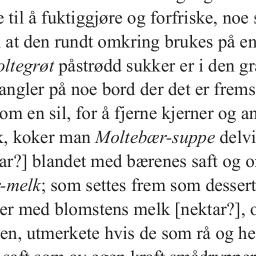 e til å fuktiggjøre og forfriske, noe s
at den rundt omkring brukes på en
oltegrøt påstrødd sukker er i den gra
angler på noe bord der det er frems
om en sil, for å fjerne kjerner og an
k, koker man Moltebær-suppe delvi
ar?] blandet med bærenes saft og o
-melk; som settes frem som dessert
er med blomstens melk [nektar?], o
en, utmerkete hvis de som rå og he